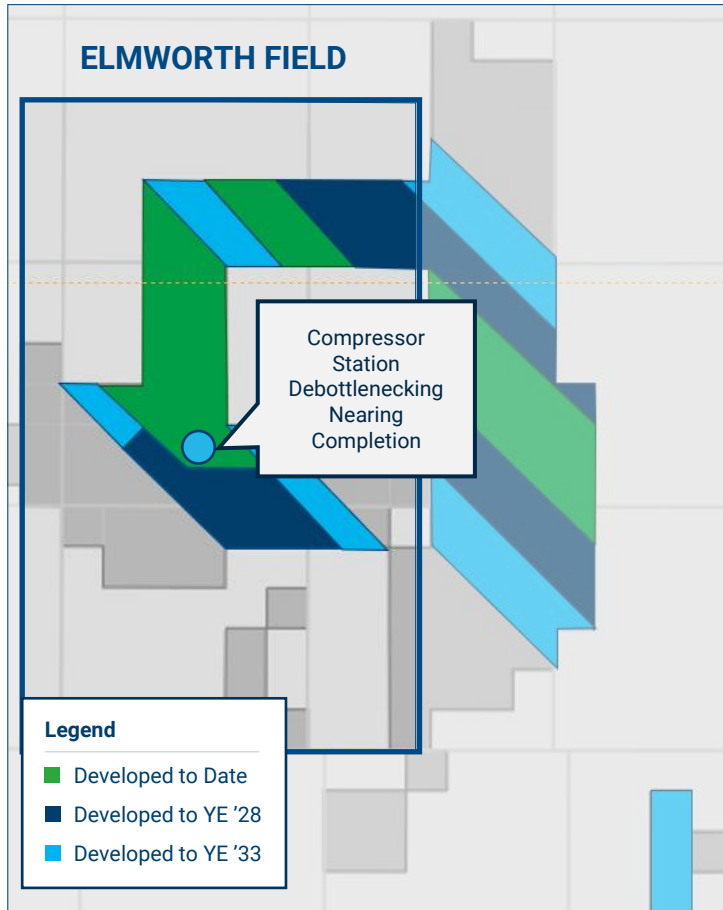 ELMWORTH FIELD
Compressor
Station
Debottlenecking
Nearing
Completion
Legend
Developed to Date
Developed to YE ’28
Developed to YE ’33